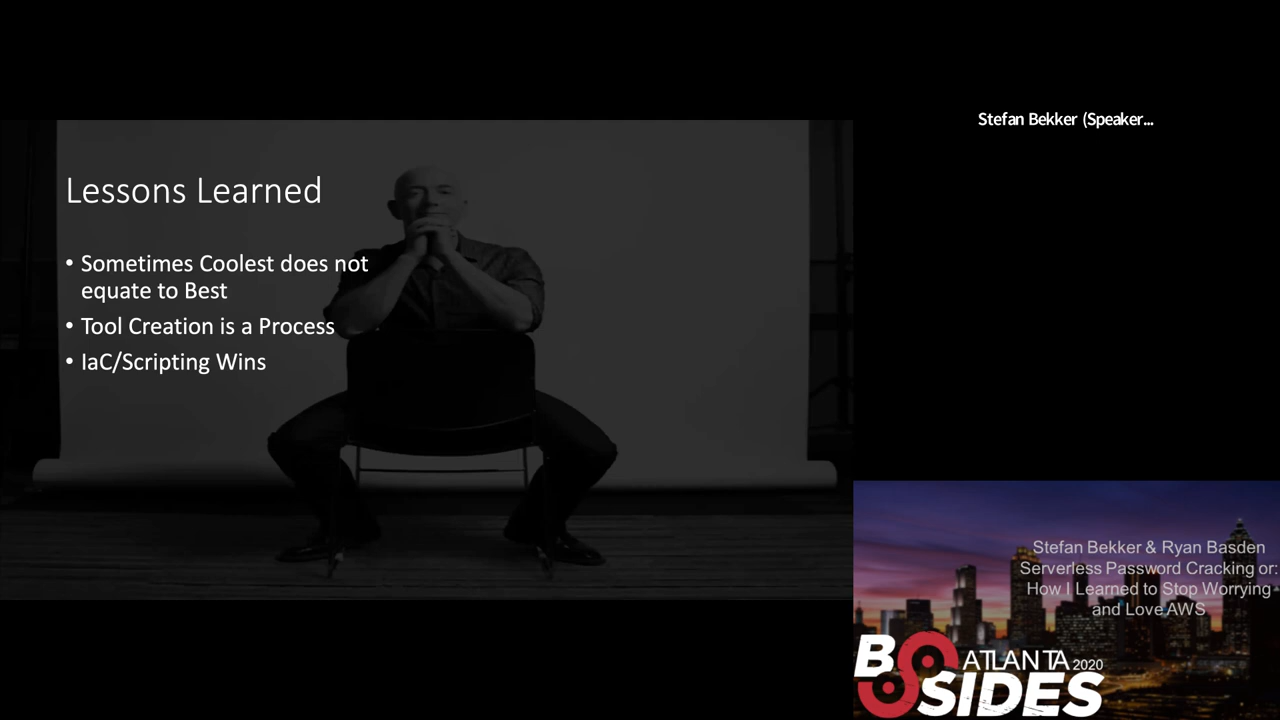 Stefan Bekker (Speaker...
Lessons Learned
• Sometimes Coolest does not
equate to Best
• Tool Creation is a Process
• IaC/Scripting Wins
Stefan Bekker & Ryan Basden
Serverless Password Cracking or:
How I Learned to Stop Worrying
and Love AWS
BSIDES
ATLANTA 2020